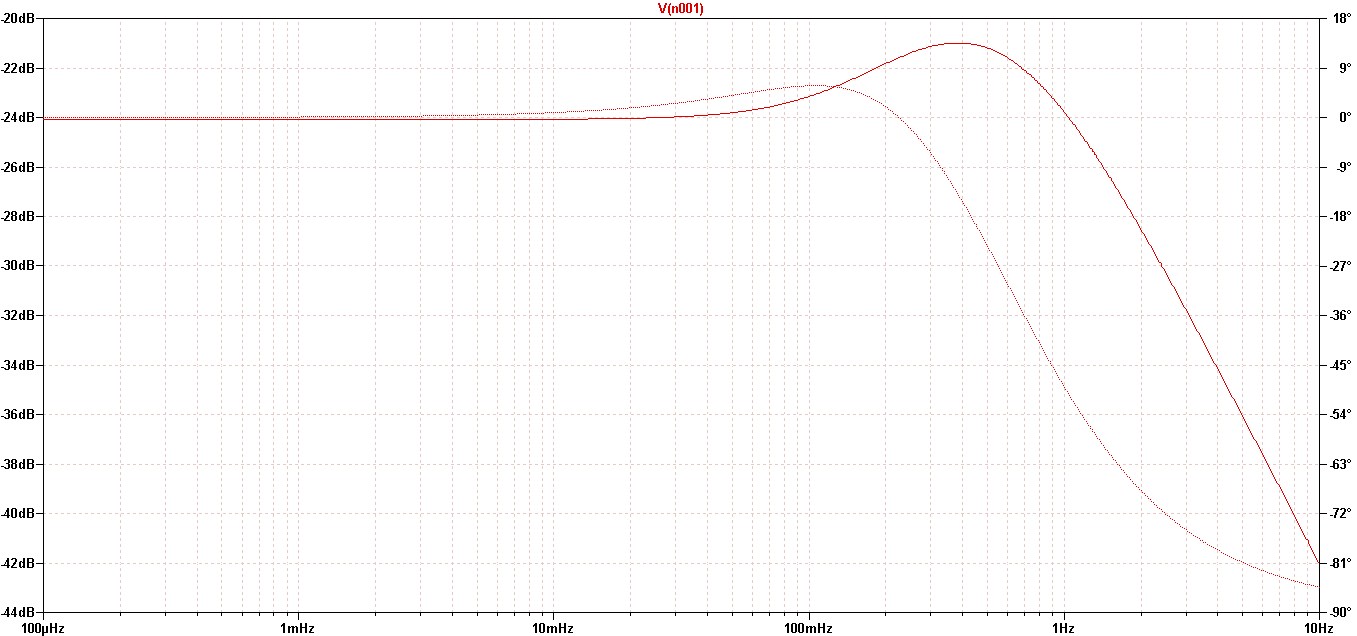 V(n001)
-20dB 18°
-22dB 9°
-24dB 0°
-26dB -9°
-28dB -18°
-30dB -27°
-32dB -36°
-34dB -45°
-36dB -54°
-38dB -63°
-40dB -72°
-42dB -81°
-44dB -90°
100µHz 1mHz 10mHz 100mHz 1Hz 10Hz